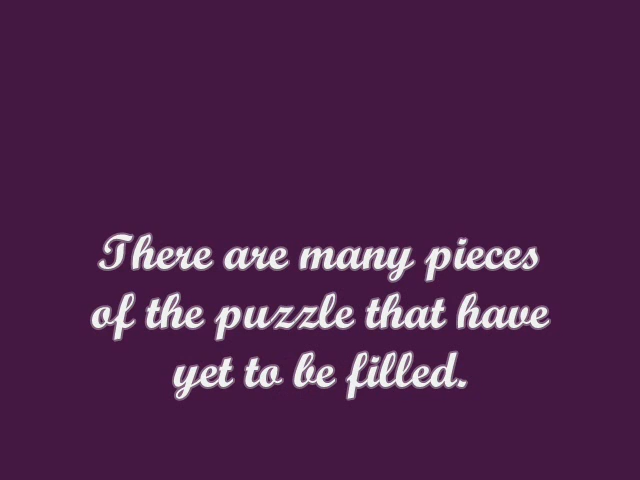 There are many pieces
of the puzzle that have
yet to be filled.